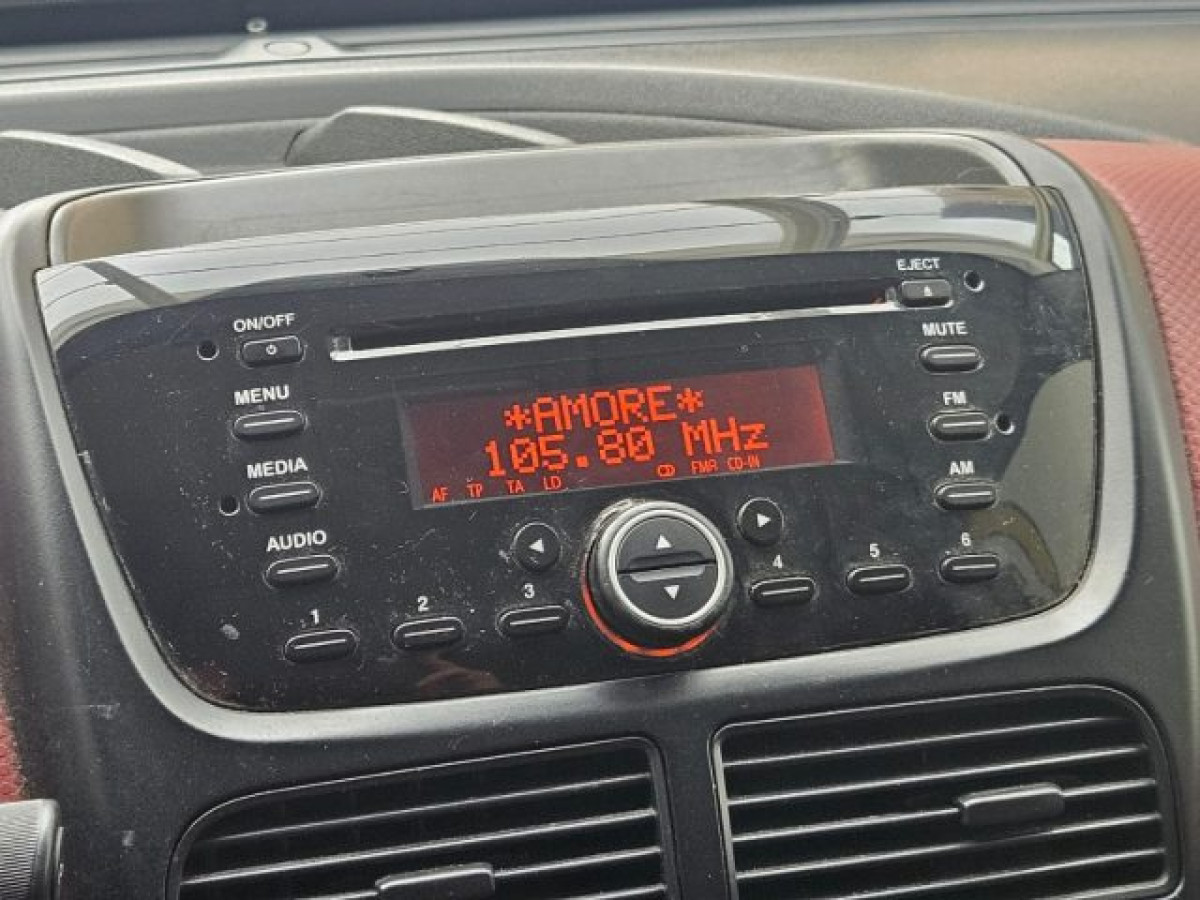 EJECT
ON/OFF
MUTE
MENU
*AMORE*
FM
105.80 MHz
MEDIA
AF TP TA LD CD FMA CD-IN
AM
AUDIO
1
2
3
4
5
6